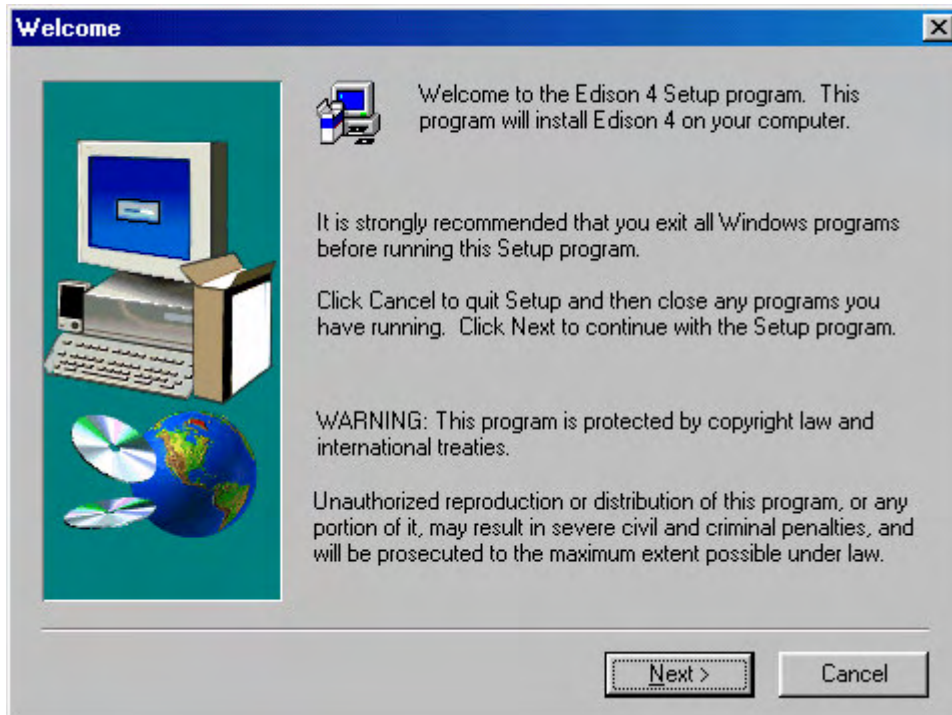 Welcome
Welcome to the Edison 4 Setup program.  This
program will install Edison 4 on your computer.
It is strongly recommended that you exit all Windows programs
before running this Setup program.
Click Cancel to quit Setup and then close any programs you
have running.  Click Next to continue with the Setup program.
WARNING: This program is protected by copyright law and
international treaties.
Unauthorized reproduction or distribution of this program, or any
portion of it, may result in severe civil and criminal penalties, and
will be prosecuted to the maximum extent possible under law.
Next >
Cancel